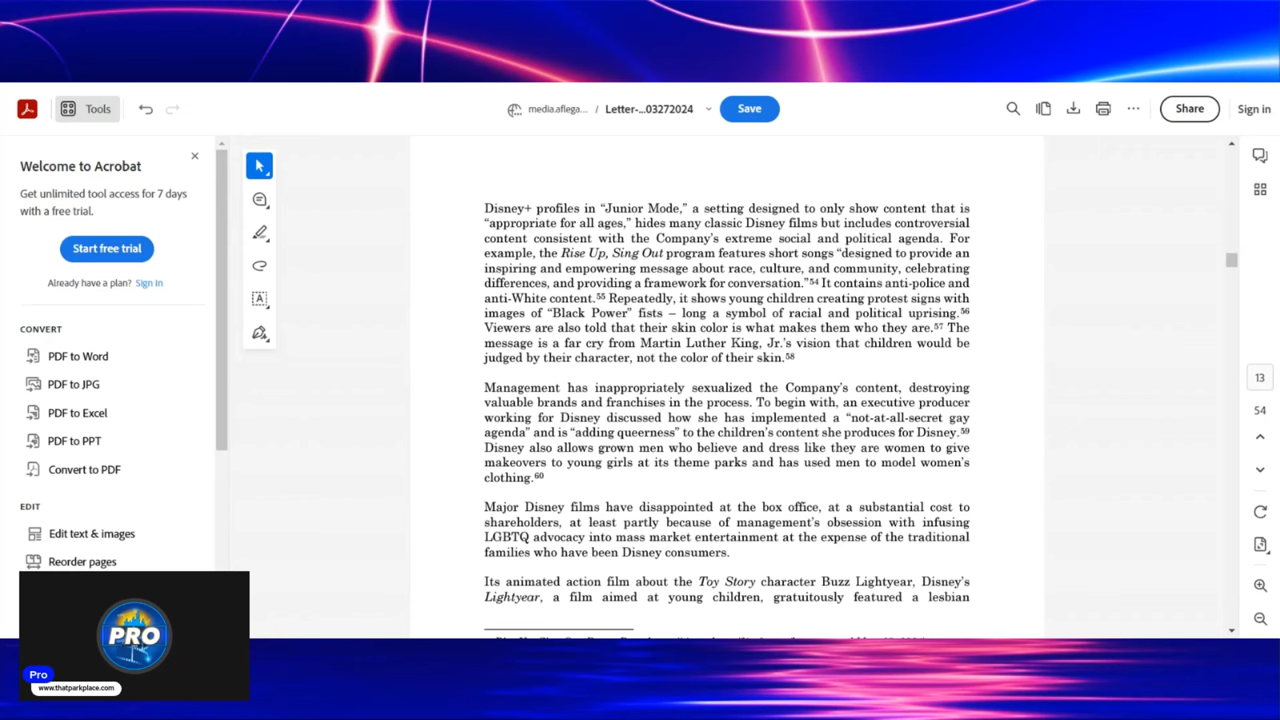 Tools
media.aflega... / Letter-...03272024
Save
Share
Sign in
Welcome to Acrobat
Get unlimited tool access for 7 days
with a free trial.
Start free trial
Already have a plan? Sign In
CONVERT
PDF to Word
PDF to JPG
PDF to Excel
PDF to PPT
Convert to PDF
EDIT
Edit text & images
Reorder pages
Disney+ profiles in “Junior Mode,” a setting designed to only show content that is
“appropriate for all ages,” hides many classic Disney films but includes controversial
content consistent with the Company’s extreme social and political agenda. For
example, the Rise Up, Sing Out program features short songs “designed to provide an
inspiring and empowering message about race, culture, and community, celebrating
differences, and providing a framework for conversation.”54 It contains anti-police and
anti-White content.55 Repeatedly, it shows young children creating protest signs with
images of “Black Power” fists – long a symbol of racial and political uprising.56
Viewers are also told that their skin color is what makes them who they are.57 The
message is a far cry from Martin Luther King, Jr.’s vision that children would be
judged by their character, not the color of their skin.58
Management has inappropriately sexualized the Company’s content, destroying
valuable brands and franchises in the process. To begin with, an executive producer
working for Disney discussed how she has implemented a “not-at-all-secret gay
agenda” and is “adding queerness” to the children’s content she produces for Disney.59
Disney also allows grown men who believe and dress like they are women to give
makeovers to young girls at its theme parks and has used men to model women’s
clothing.60
Major Disney films have disappointed at the box office, at a substantial cost to
shareholders, at least partly because of management’s obsession with infusing
LGBTQ advocacy into mass market entertainment at the expense of the traditional
families who have been Disney consumers.
Its animated action film about the Toy Story character Buzz Lightyear, Disney’s
Lightyear, a film aimed at young children, gratuitously featured a lesbian
13
54
PRO
Pro
www.thatparkplace.com